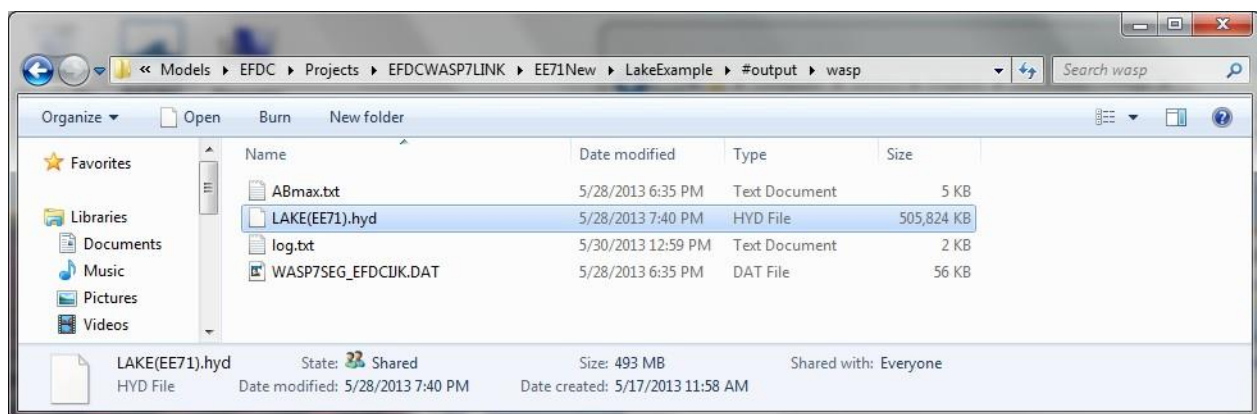 « Models ▸ EFDC ▸ Projects ▸ EFDCWASP7LINK ▸ EE71New ▸ LakeExample ▸ #output ▸ wasp Search wasp
Organize Open Burn New folder
Favorites
Libraries
Documents
Music
Pictures
Videos
Name Date modified Type Size
ABmax.txt 5/28/2013 6:35 PM Text Document 5 KB
LAKE(EE71).hyd 5/28/2013 7:40 PM HYD File 505,824 KB
log.txt 5/30/2013 12:59 PM Text Document 2 KB
WASP7SEG_EFDCIJK.DAT 5/28/2013 6:35 PM DAT File 56 KB
LAKE(EE71).hyd State: Shared Size: 493 MB Shared with: Everyone
HYD File Date modified: 5/28/2013 7:40 PM Date created: 5/17/2013 11:58 AM